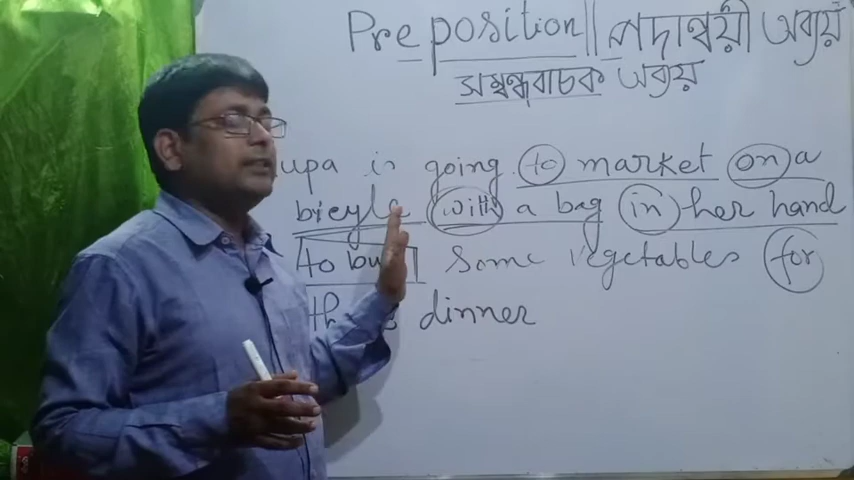 Preposition || পদান্বয়ী অব্যয়
সম্বন্ধবাচক অব্যয়
upa is going to market on a
bicycle with a bag in her hand
to buy some vegetables for
dinner